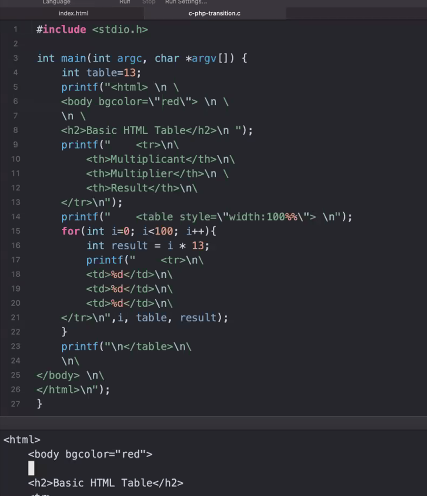 Language Run Stop Run Settings...
index.html c-php-transition.c
1 #include <stdio.h>
2
3 int main(int argc, char *argv[]) {
4 int table=13;
5 printf("<html> \n \
6 <body bgcolor=\"red\"> \n \
7 \n \
8 <h2>Basic HTML Table</h2>\n ");
9 printf("    <tr>\n\
10 <th>Multiplicant</th>\n\
11 <th>Multiplier</th>\n \
12 <th>Result</th>\n\
13 </tr>\n");
14 printf("    <table style=\"width:100%%\"> \n");
15 for(int i=0; i<100; i++){
16 int result = i * 13;
17 printf("    <tr>\n\
18 <td>%d</td>\n\
19 <td>%d</td>\n\
20 <td>%d</td>\n\
21 </tr>\n",i, table, result);
22 }
23 printf("\n</table>\n\
24 \n\
25 </body> \n\
26 </html>\n");
27 }
<html>
<body bgcolor="red">
<h2>Basic HTML Table</h2>